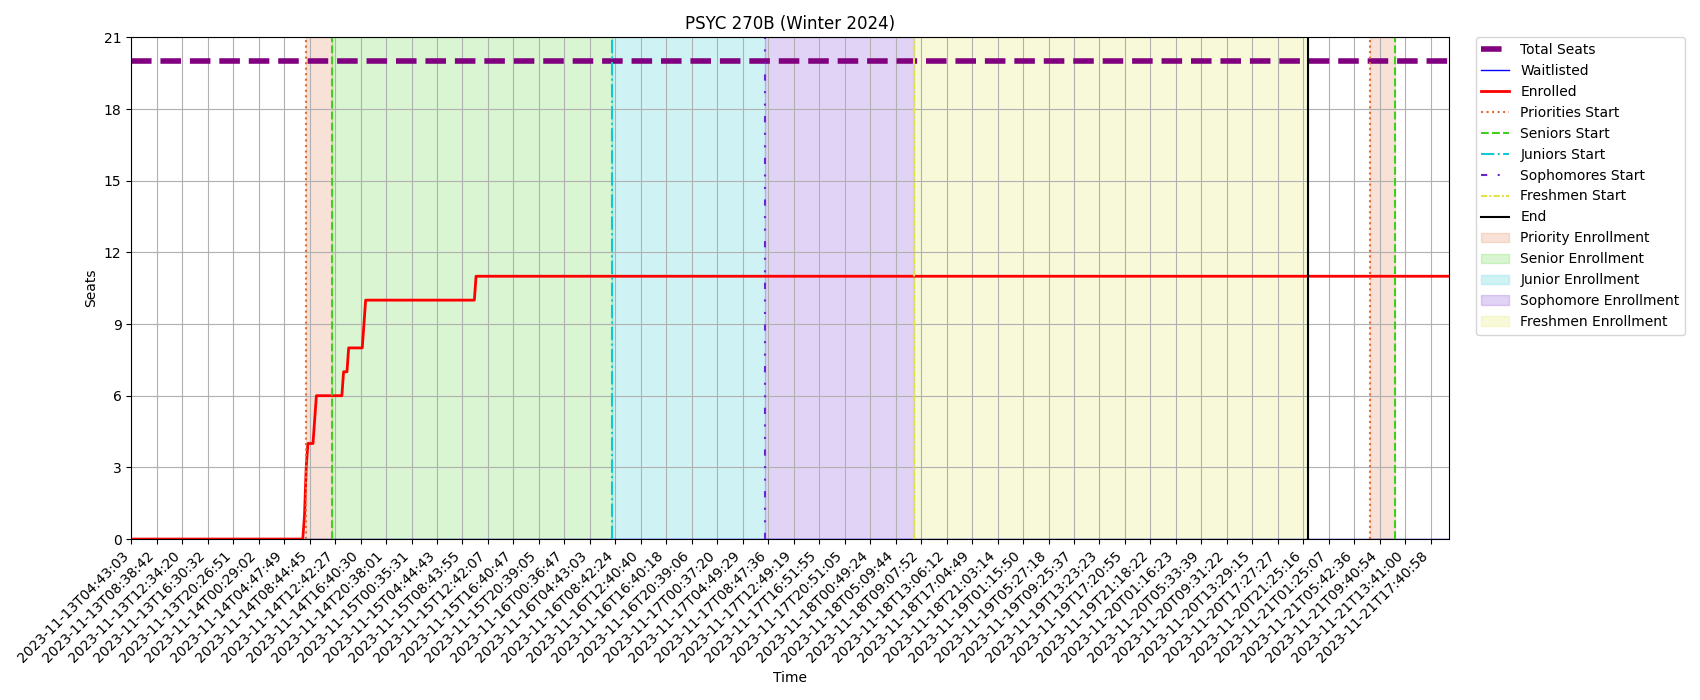 PSYC 270B (Winter 2024)
21
18
15
12
9
6
3
0
Seats
2023-11-13T04:43:03
2023-11-13T08:38:42
2023-11-13T12:34:20
2023-11-13T16:30:32
2023-11-13T20:26:51
2023-11-14T00:29:02
2023-11-14T04:47:49
2023-11-14T08:44:45
2023-11-14T12:42:27
2023-11-14T16:40:30
2023-11-14T20:38:01
2023-11-15T00:35:31
2023-11-15T04:44:43
2023-11-15T08:43:55
2023-11-15T12:42:07
2023-11-15T16:40:47
2023-11-15T20:39:05
2023-11-16T00:36:47
2023-11-16T04:43:03
2023-11-16T08:42:24
2023-11-16T12:40:40
2023-11-16T16:40:18
2023-11-16T20:39:06
2023-11-17T00:37:20
2023-11-17T04:49:29
2023-11-17T08:47:36
2023-11-17T12:49:19
2023-11-17T16:51:55
2023-11-17T20:51:05
2023-11-18T00:49:24
2023-11-18T05:09:44
2023-11-18T09:07:52
2023-11-18T13:06:12
2023-11-18T17:04:49
2023-11-18T21:03:14
2023-11-19T01:15:50
2023-11-19T05:27:18
2023-11-19T09:25:37
2023-11-19T13:23:23
2023-11-19T17:20:55
2023-11-19T21:18:22
2023-11-20T01:16:23
2023-11-20T05:33:39
2023-11-20T09:31:22
2023-11-20T13:29:15
2023-11-20T17:27:27
2023-11-20T21:25:16
2023-11-21T01:25:07
2023-11-21T05:42:36
2023-11-21T09:40:54
2023-11-21T13:41:00
2023-11-21T17:40:58
Time
Total Seats
Waitlisted
Enrolled
Priorities Start
Seniors Start
Juniors Start
Sophomores Start
Freshmen Start
End
Priority Enrollment
Senior Enrollment
Junior Enrollment
Sophomore Enrollment
Freshmen Enrollment